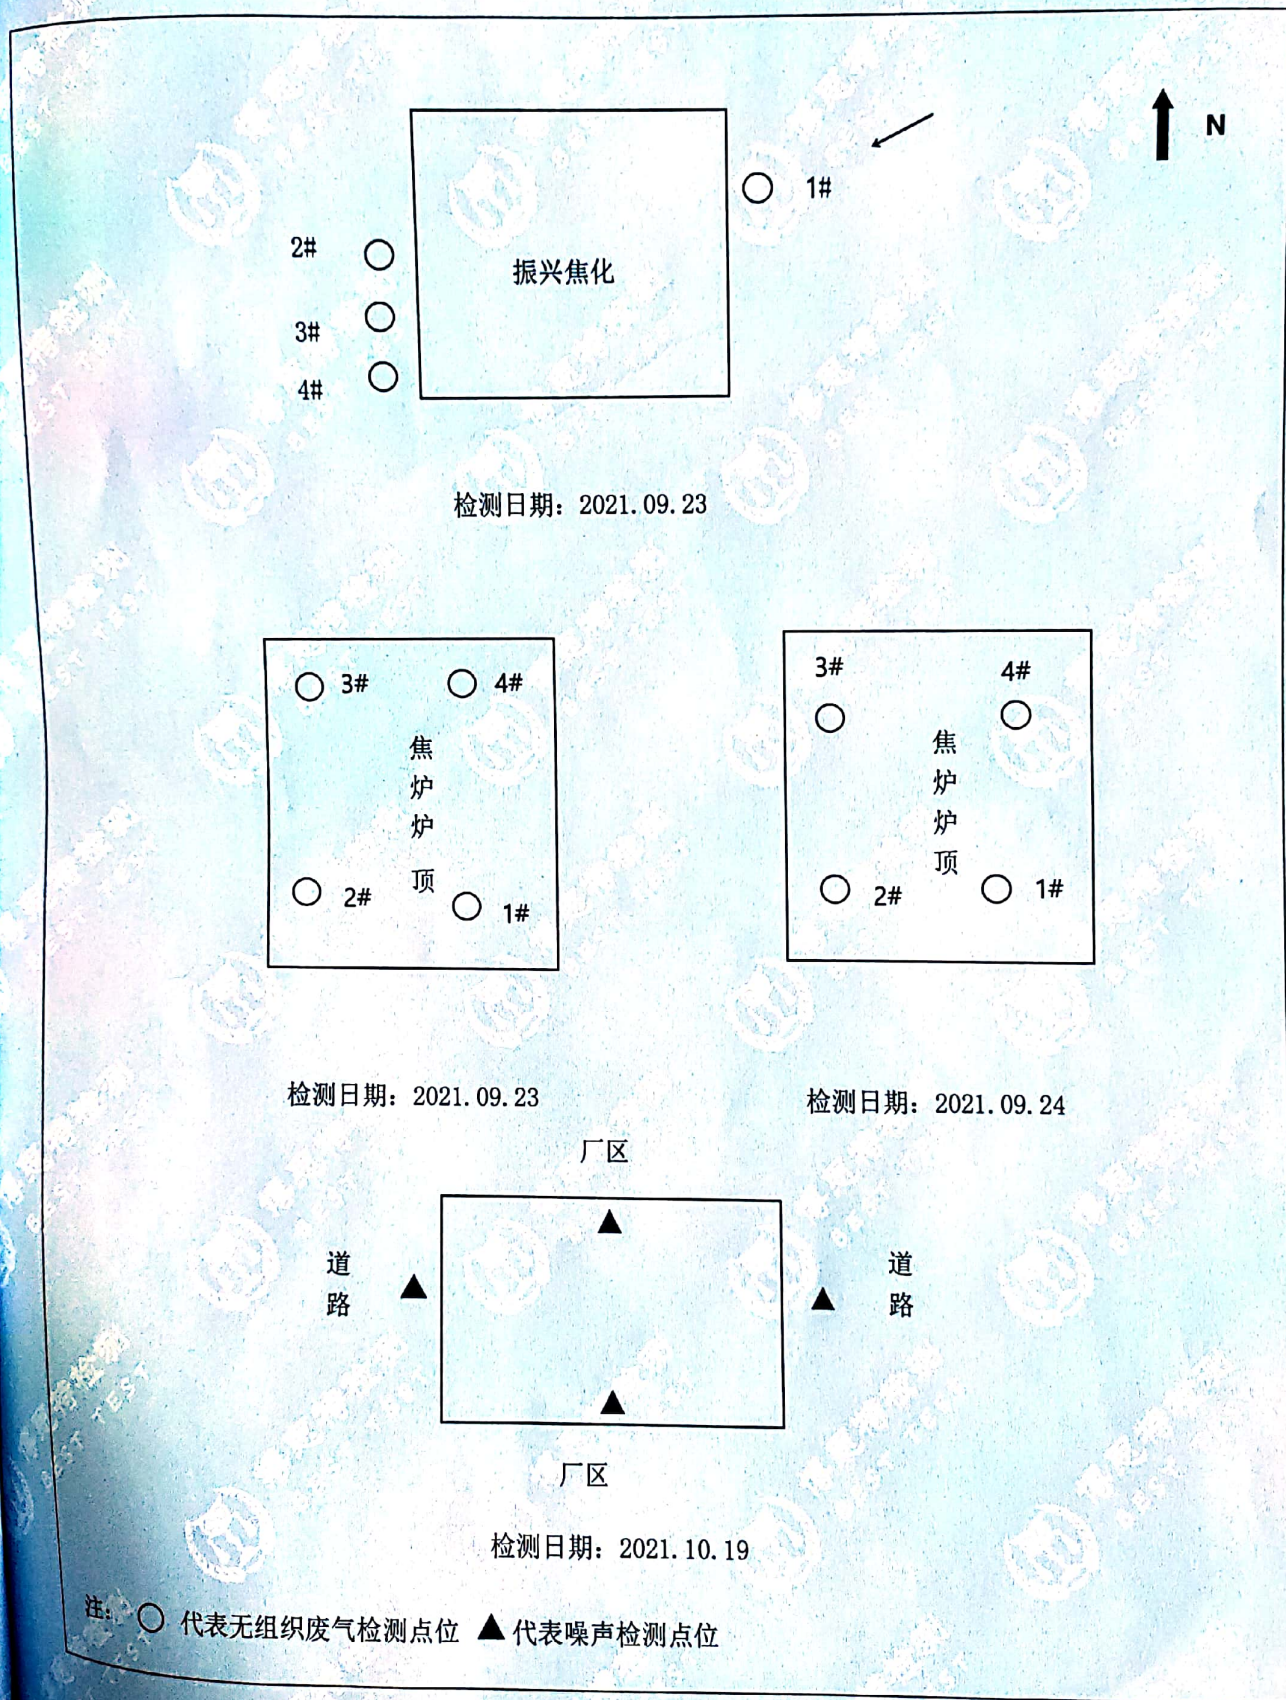 N
1#
2#
振兴焦化
3#
4#
检测日期：2021.09.23
3# 4#
焦炉炉顶
2# 1#
3# 4#
焦炉炉顶
2# 1#
检测日期：2021.09.23
检测日期：2021.09.24
厂区
道路
道路
厂区
检测日期：2021.10.19
注：○ 代表无组织废气检测点位 ▲代表噪声检测点位